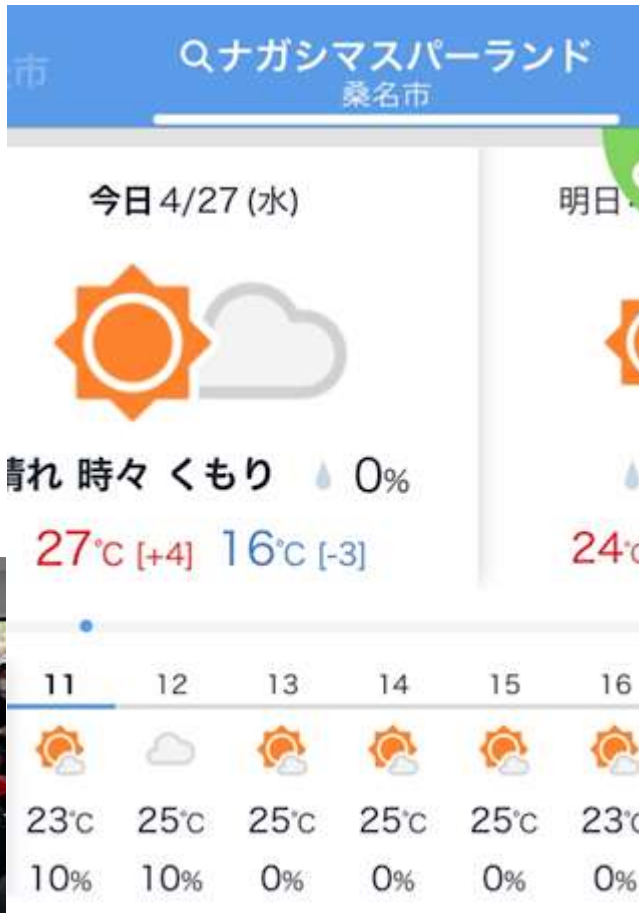 市
ナガシマスパーランド
桑名市
今日 4/27 (水)
明日
晴れ 時々 くもり 0%
27℃ [+4] 16℃ [-3]
24℃
11 12 13 14 15 16
23℃ 25℃ 25℃ 25℃ 25℃ 23℃
10% 10% 0% 0% 0% 0%